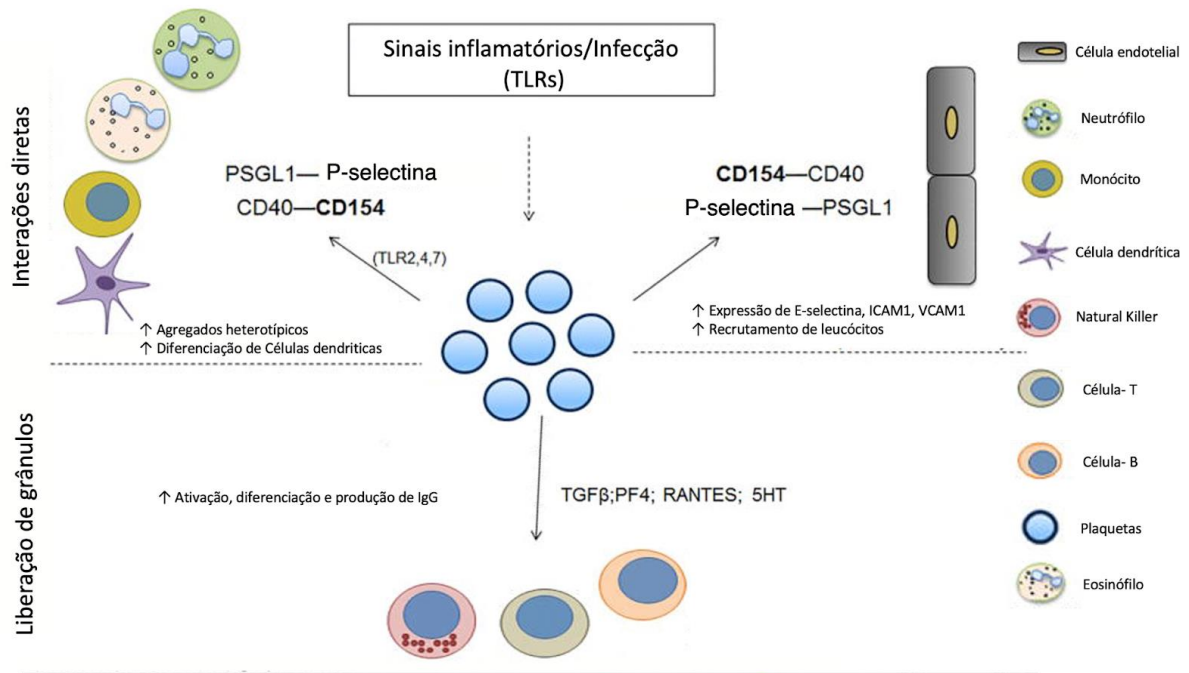 Sinais inflamatórios/Infecção
(TLRs)
Interações diretas
PSGL1— P-selectina
CD40—CD154
(TLR2,4,7)
↑ Agregados heterotípicos
↑ Diferenciação de Células dendriticas
CD154—CD40
P-selectina —PSGL1
↑ Expressão de E-selectina, ICAM1, VCAM1
↑ Recrutamento de leucócitos
Liberação de grânulos
↑ Ativação, diferenciação e produção de IgG
TGFβ;PF4; RANTES; 5HT
Célula endotelial
Neutrófilo
Monócito
Célula dendrítica
Natural Killer
Célula- T
Célula- B
Plaquetas
Eosinófilo